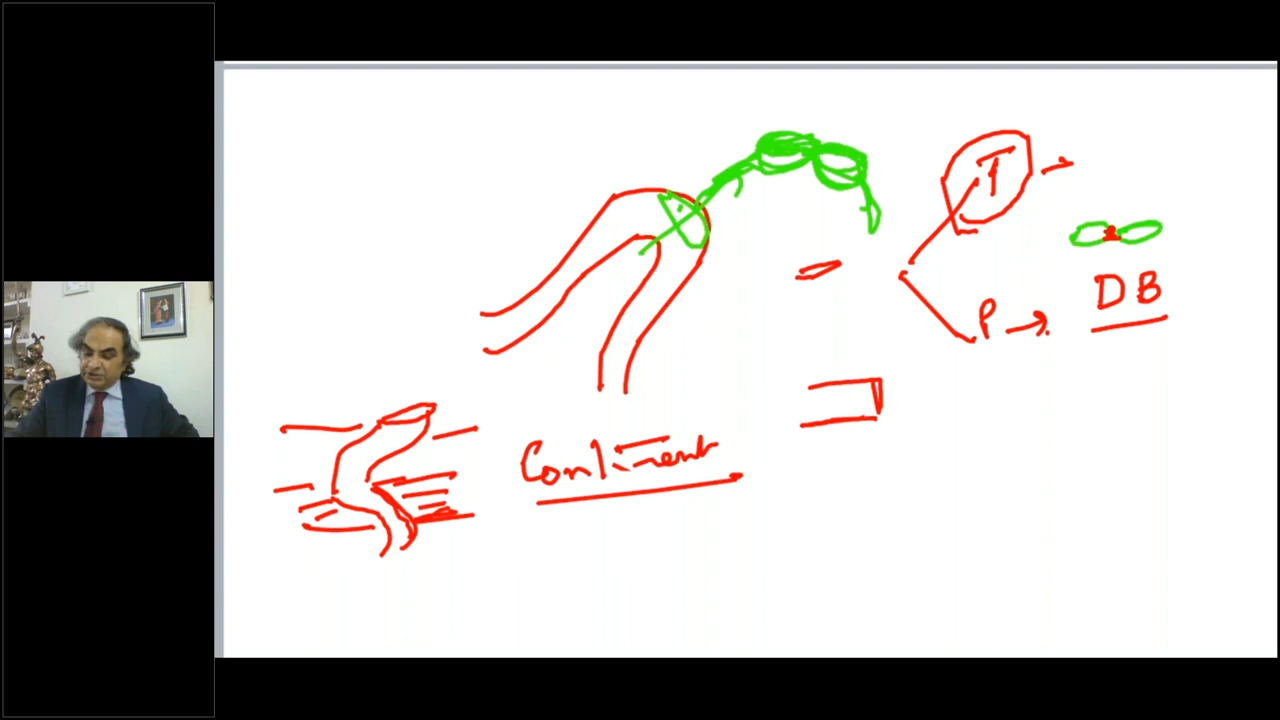 T →
DB
P →
Continent